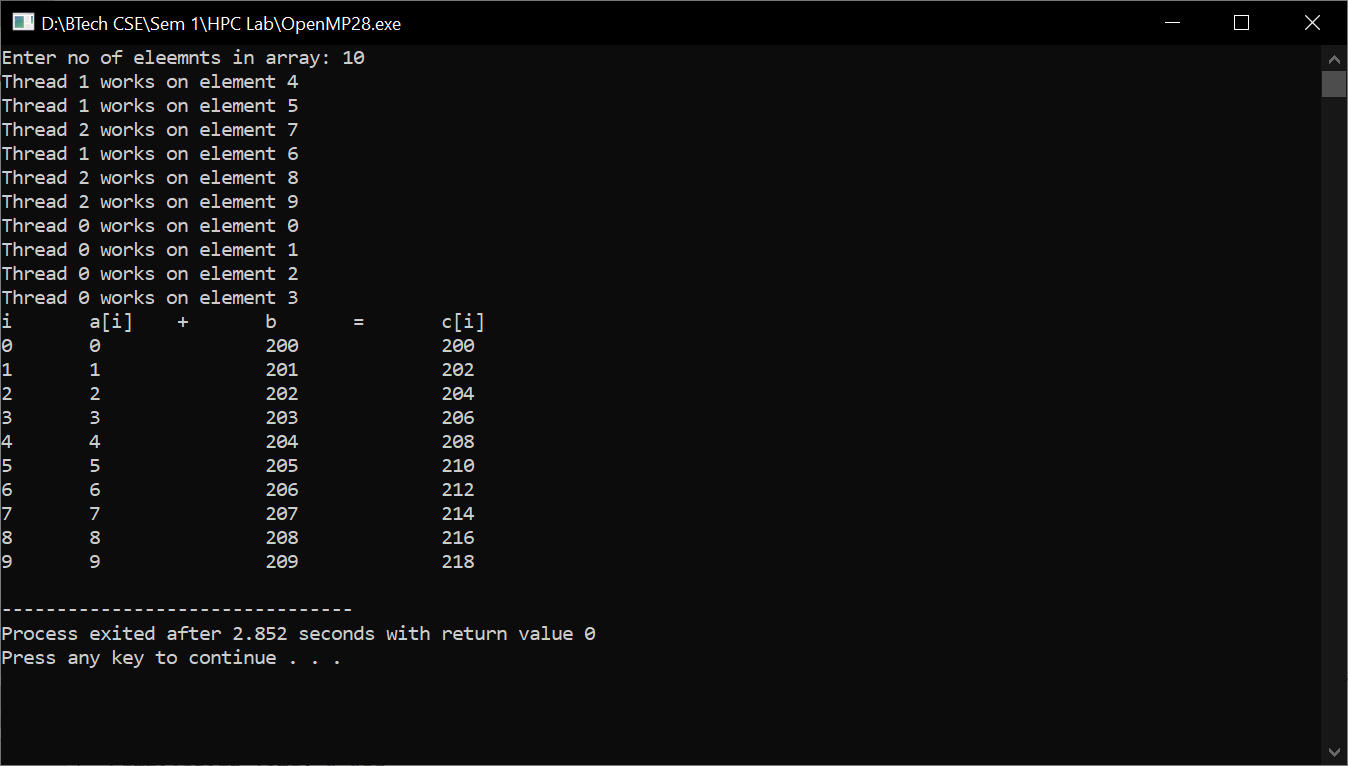 D:\BTech CSE\Sem 1\HPC Lab\OpenMP28.exe
Enter no of eleemnts in array: 10
Thread 1 works on element 4
Thread 1 works on element 5
Thread 2 works on element 7
Thread 1 works on element 6
Thread 2 works on element 8
Thread 2 works on element 9
Thread 0 works on element 0
Thread 0 works on element 1
Thread 0 works on element 2
Thread 0 works on element 3
i a[i] + b = c[i]
0 0 200 200
1 1 201 202
2 2 202 204
3 3 203 206
4 4 204 208
5 5 205 210
6 6 206 212
7 7 207 214
8 8 208 216
9 9 209 218
--------------------------------
Process exited after 2.852 seconds with return value 0
Press any key to continue . . .